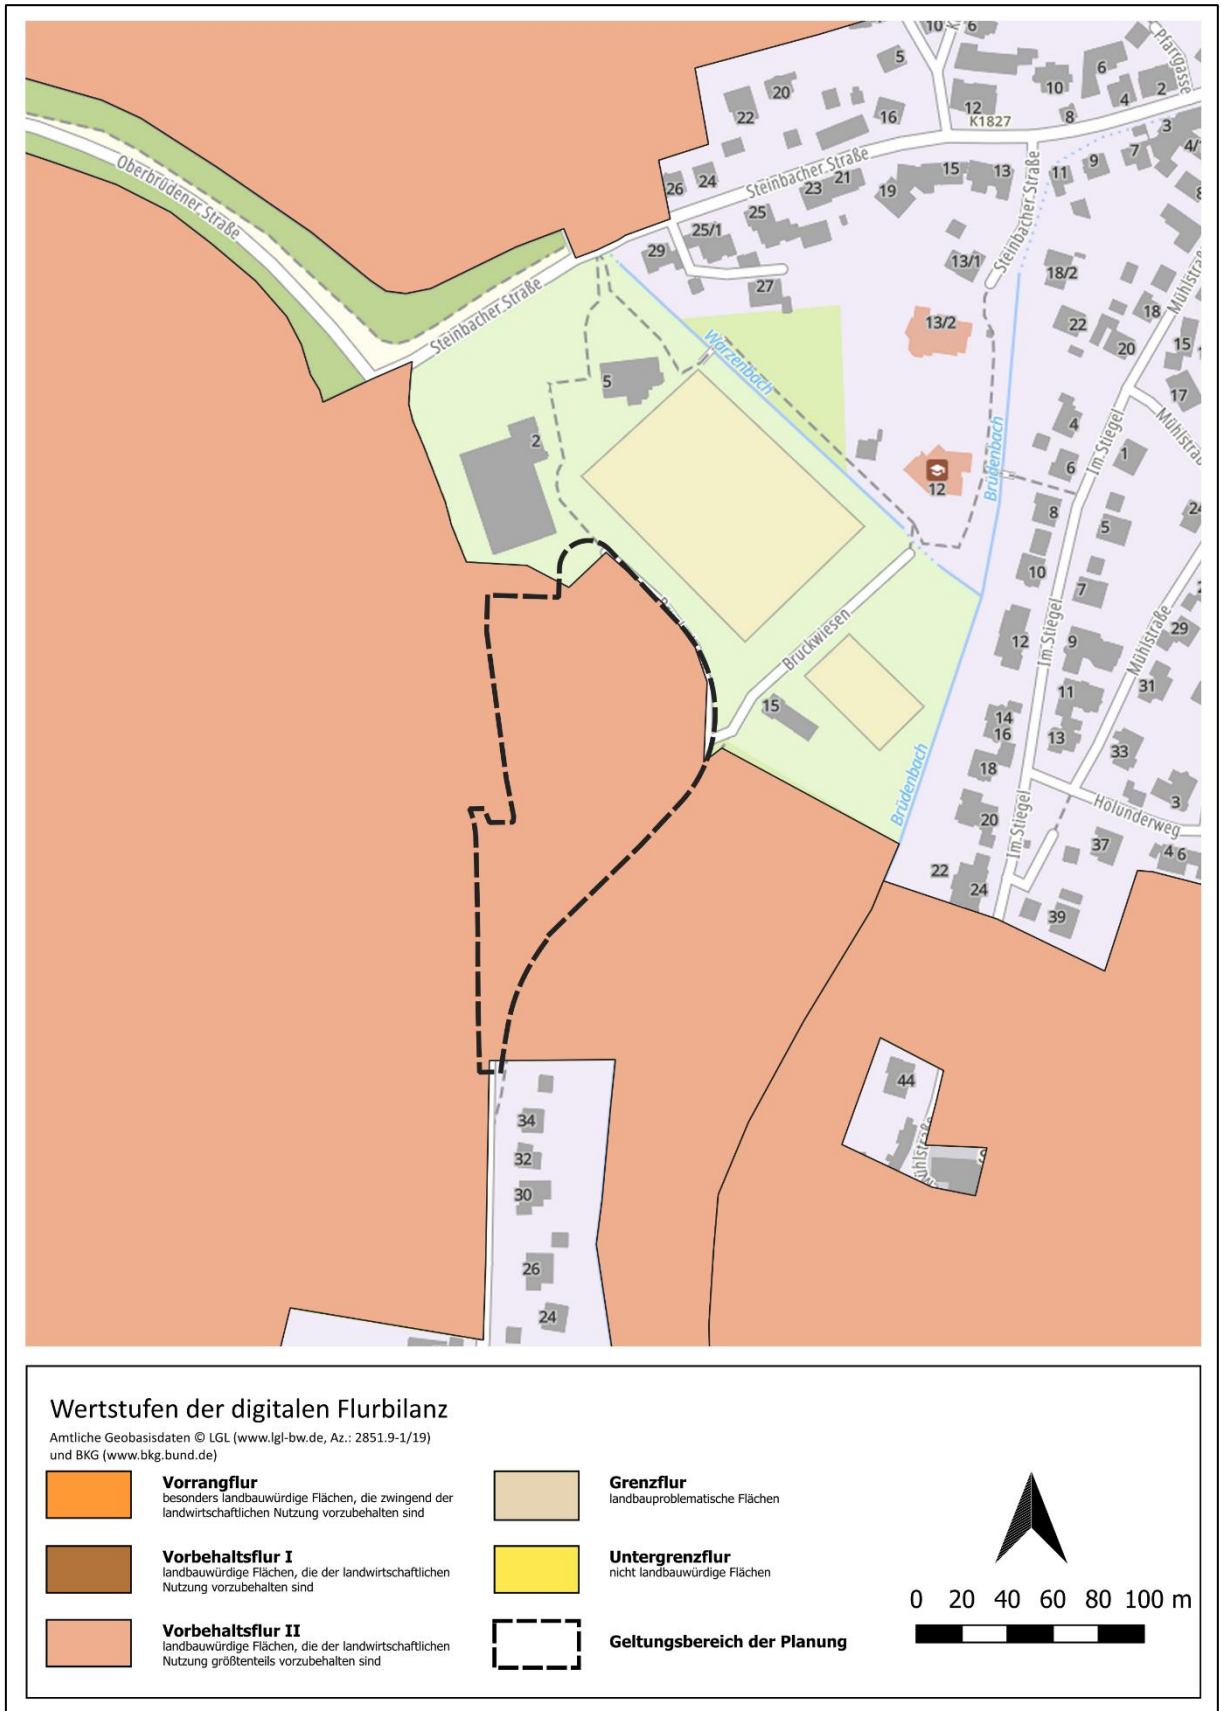 10
6
Pfarrgasse
5
6
20
10
2
4
22
12
16
8
K1827
3
4/1
Steinbacher Straße
7
9
11
15
13
21
23
19
24
26
25
25/1
29
27
Oberbrüdener Straße
Steinbacher Straße
Steinbacher Straße
13/1
18/2
Mühlstraße
18
22
20
15
13/2
17
Warzenbach
5
2
4
Mühlstraße
Im Stiegel
1
6
12
Brüdenbach
8
5
24
10
7
Bruckwiesen
12
Im Stiegel
9
Mühlstraße
29
31
11
15
14
16
13
33
18
3
Brüdenbach
Holunderweg
20
Im Stiegel
37
4
6
22
24
39
44
34
32
30
26
24
Wertstufen der digitalen Flurbilanz
Amtliche Geobasisdaten © LGL (www.lgl-bw.de, Az.: 2851.9-1/19)
und BKG (www.bkg.bund.de)
Vorrangflur
besonders landbauwürdige Flächen, die zwingend der
landwirtschaftlichen Nutzung vorzubehalten sind
Vorbehaltsflur I
landbauwürdige Flächen, die der landwirtschaftlichen
Nutzung vorzubehalten sind
Vorbehaltsflur II
landbauwürdige Flächen, die der landwirtschaftlichen
Nutzung größtenteils vorzubehalten sind
Grenzflur
landbauproblematische Flächen
Untergrenzflur
nicht landbauwürdige Flächen
Geltungsbereich der Planung
0 20 40 60 80 100 m